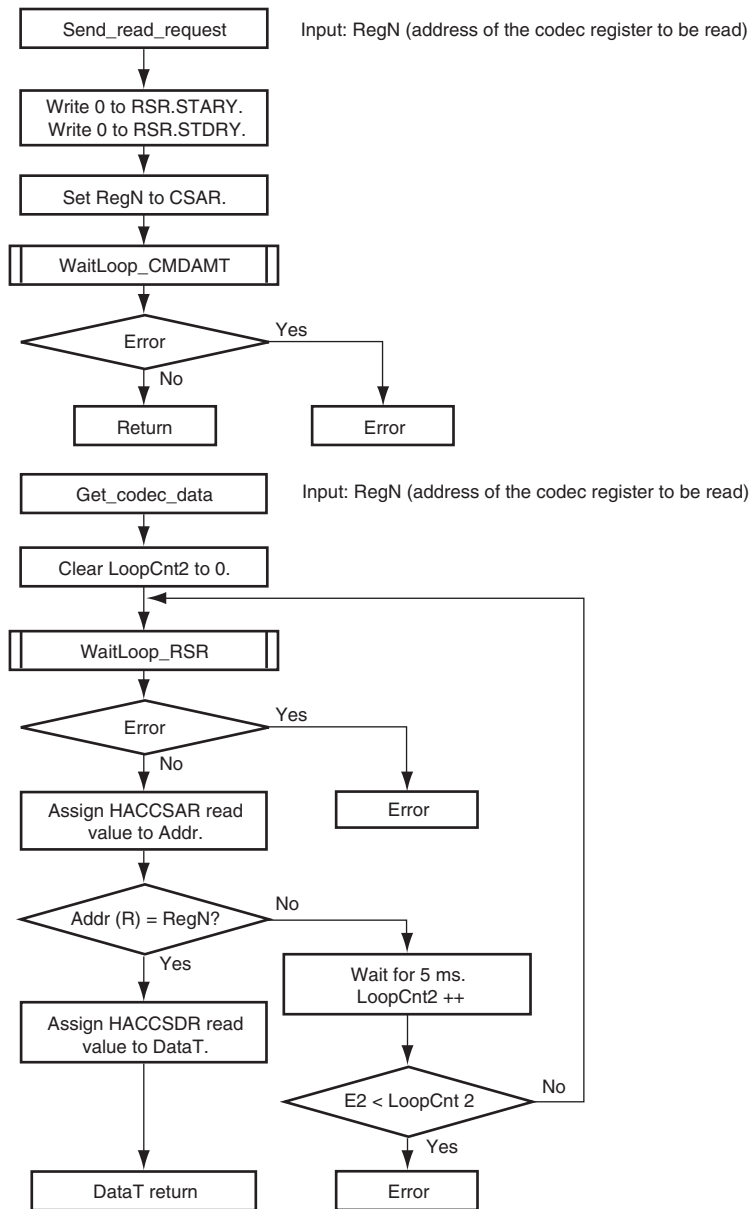 Send_read_request
Input: RegN (address of the codec register to be read)
Write 0 to RSR.STARY.
Write 0 to RSR.STDRY.
Set RegN to CSAR.
WaitLoop_CMDAMT
Error
Yes
No
Return
Error
Get_codec_data
Input: RegN (address of the codec register to be read)
Clear LoopCnt2 to 0.
WaitLoop_RSR
Error
Yes
No
Error
Assign HACCSAR read
value to Addr.
Addr (R) = RegN?
No
Yes
Wait for 5 ms.
LoopCnt2 ++
Assign HACCSDR read
value to DataT.
E2 < LoopCnt 2
No
Yes
DataT return
Error